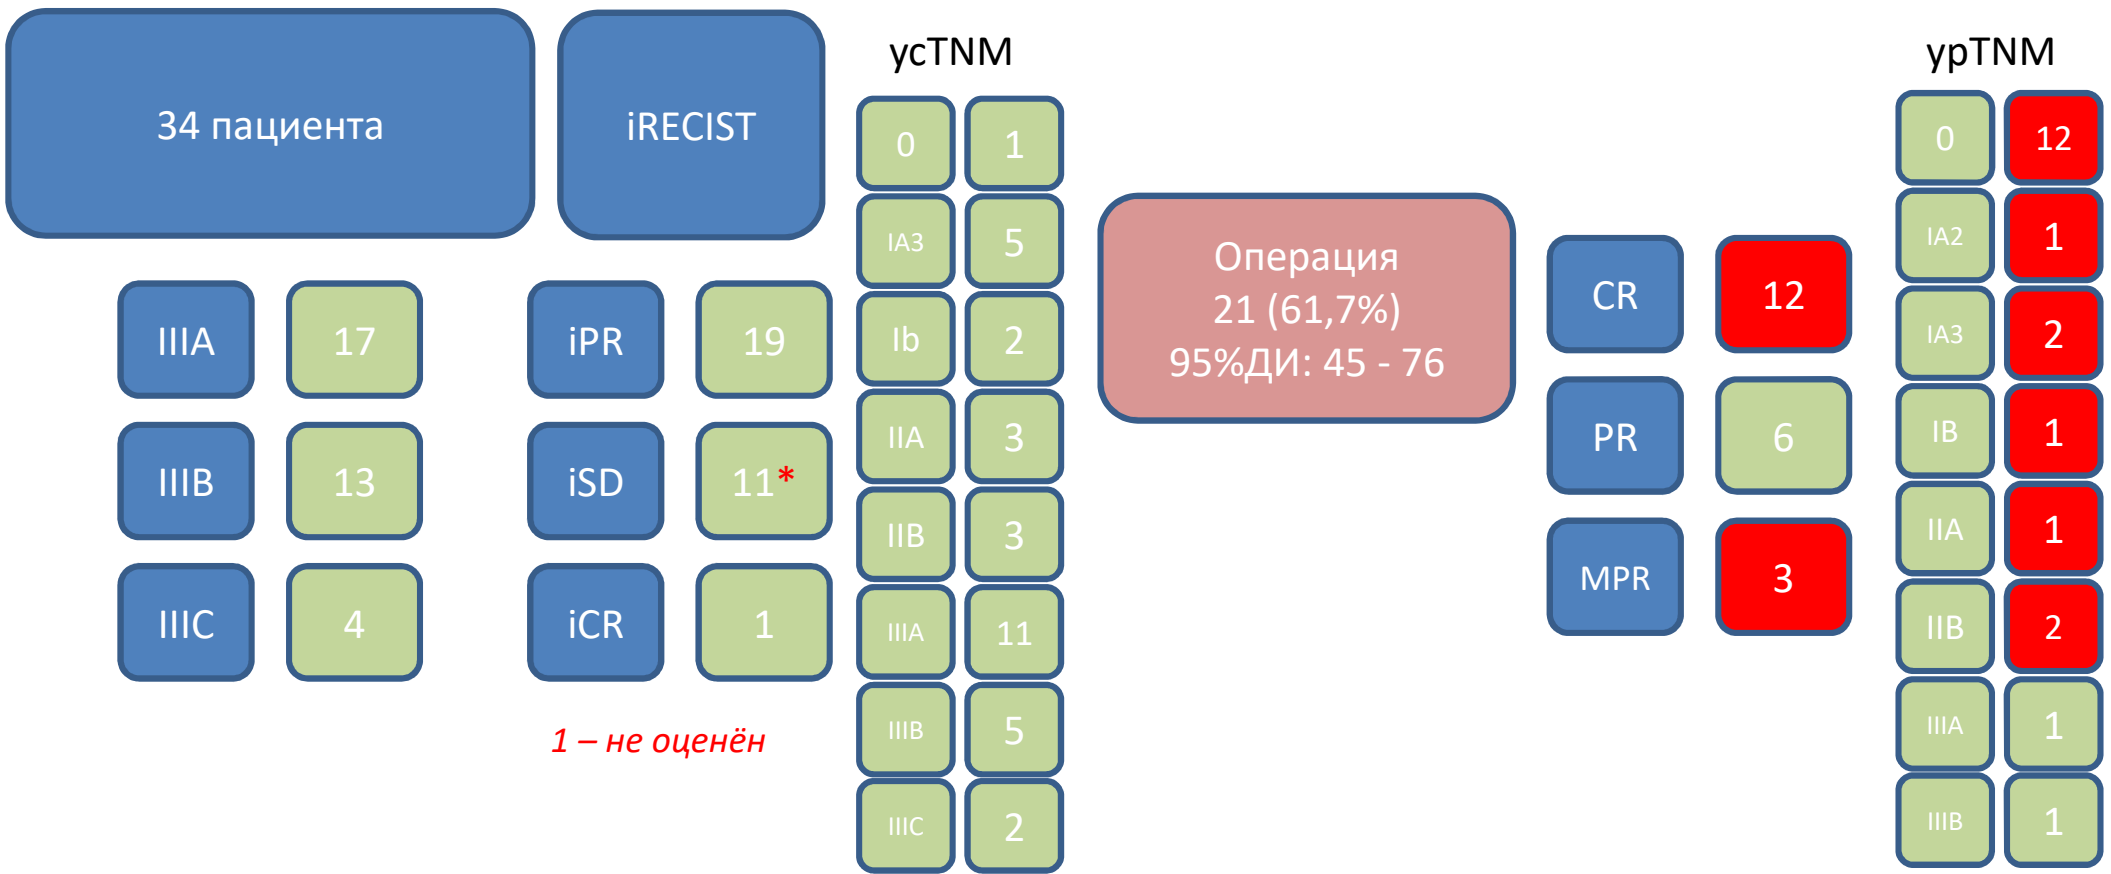 34 пациента
iRECIST
IIIA 17
IIIB 13
IIIC 4
iPR 19
iSD 11*
iCR 1
1 – не оценён
ycTNM
0 1
IA3 5
Ib 2
IIA 3
IIB 3
IIIA 11
IIIB 5
IIIC 2
Операция
21 (61,7%)
95%ДИ: 45 - 76
CR 12
PR 6
MPR 3
ypTNM
0 12
IA2 1
IA3 2
IB 1
IIA 1
IIB 2
IIIA 1
IIIB 1